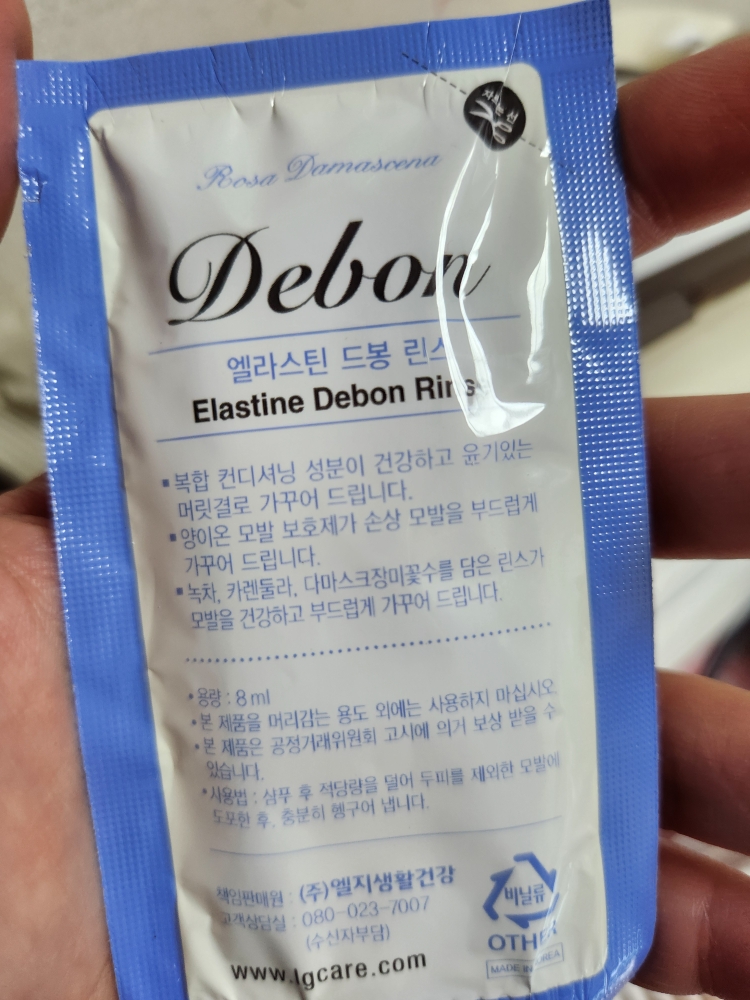 자르는 선
Rosa Damascena
Debon
엘라스틴 드봉 린스
Elastine Debon Rins
▪복합 컨디셔닝 성분이 건강하고 윤기있는
머릿결로 가꾸어 드립니다.
▪양이온 모발 보호제가 손상 모발을 부드럽게
가꾸어 드립니다.
▪녹차, 카렌둘라, 다마스크장미꽃수를 담은 린스가
모발을 건강하고 부드럽게 가꾸어 드립니다.
•용량 : 8ml
•본 제품을 머리감는 용도 외에는 사용하지 마십시오
•본 제품은 공정거래위원회 고시에 의거 보상 받을 수
있습니다.
•사용법 : 샴푸 후 적당량을 덜어 두피를 제외한 모발에
도포한 후, 충분히 헹구어 냅니다.
책임판매원 : (주)엘지생활건강
고객상담실 : 080-023-7007
(수신자부담)
www.lgcare.com
비닐류
OTHER
MADE IN KOREA